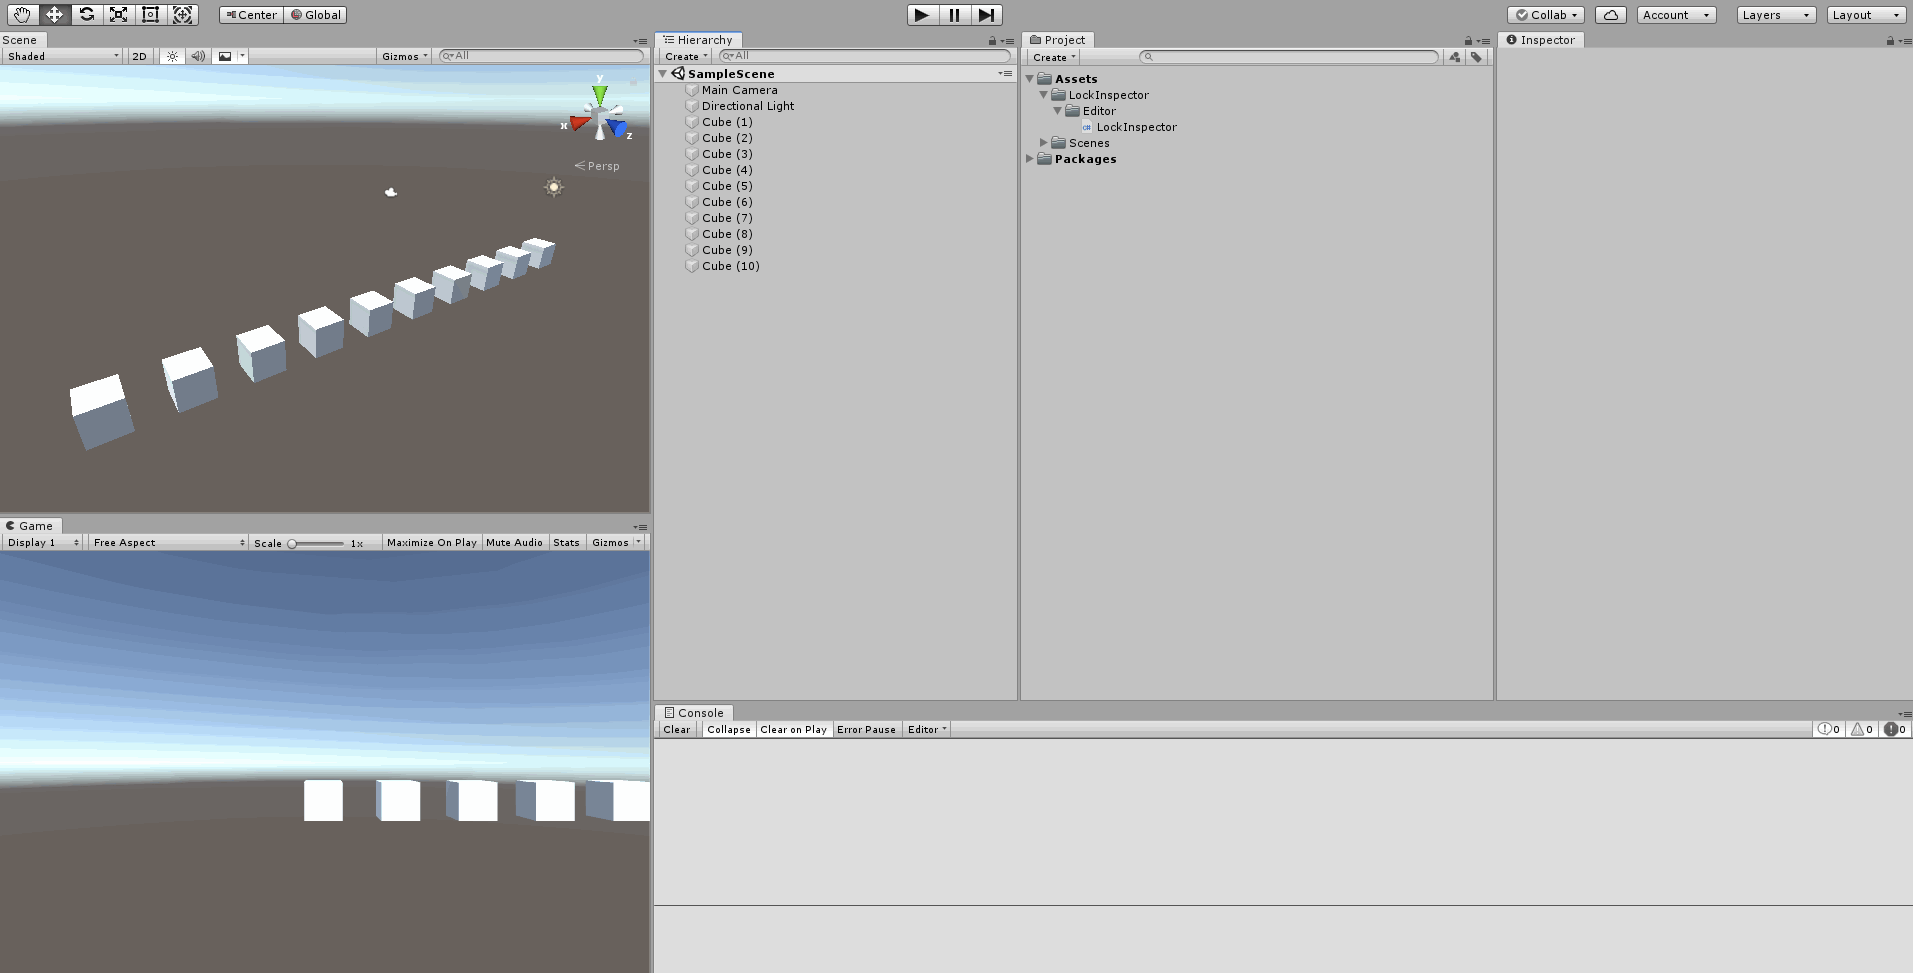 Center Global Collab Account Layers Layout
Scene
Shaded 2D Gizmos All
y
x
z
Persp
Game
Display 1 Free Aspect Scale 1x Maximize On Play Mute Audio Stats Gizmos
Hierarchy
Create All
SampleScene
Main Camera
Directional Light
Cube (1)
Cube (2)
Cube (3)
Cube (4)
Cube (5)
Cube (6)
Cube (7)
Cube (8)
Cube (9)
Cube (10)
Project
Create
Assets
LockInspector
Editor
LockInspector
Scenes
Packages
Inspector
Console
Clear Collapse Clear on Play Error Pause Editor 0 0 0